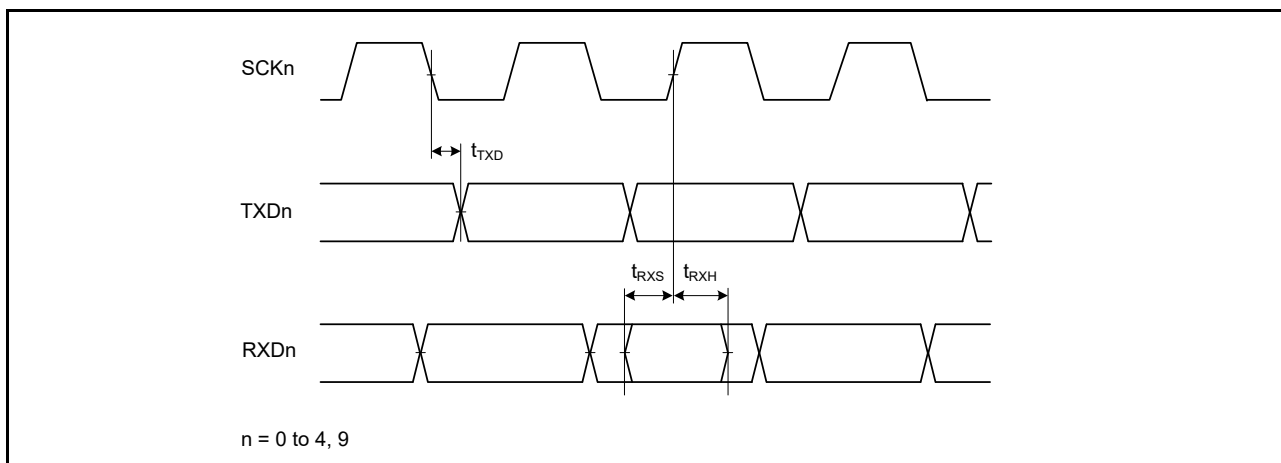 SCKn
tTXD
TXDn
tRXS tRXH
RXDn
n = 0 to 4, 9